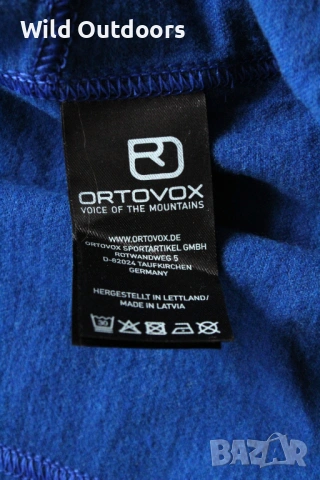 Wild Outdoors
ORTOVOX
VOICE OF THE MOUNTAINS
WWW.ORTOVOX.DE
ORTOVOX SPORTARTIKEL GMBH
ROTWANDWEG 5
D-82024 TAUFKIRCHEN
GERMANY
HERGESTELLT IN LETTLAND/
MADE IN LATVIA
30
bazar
БГ